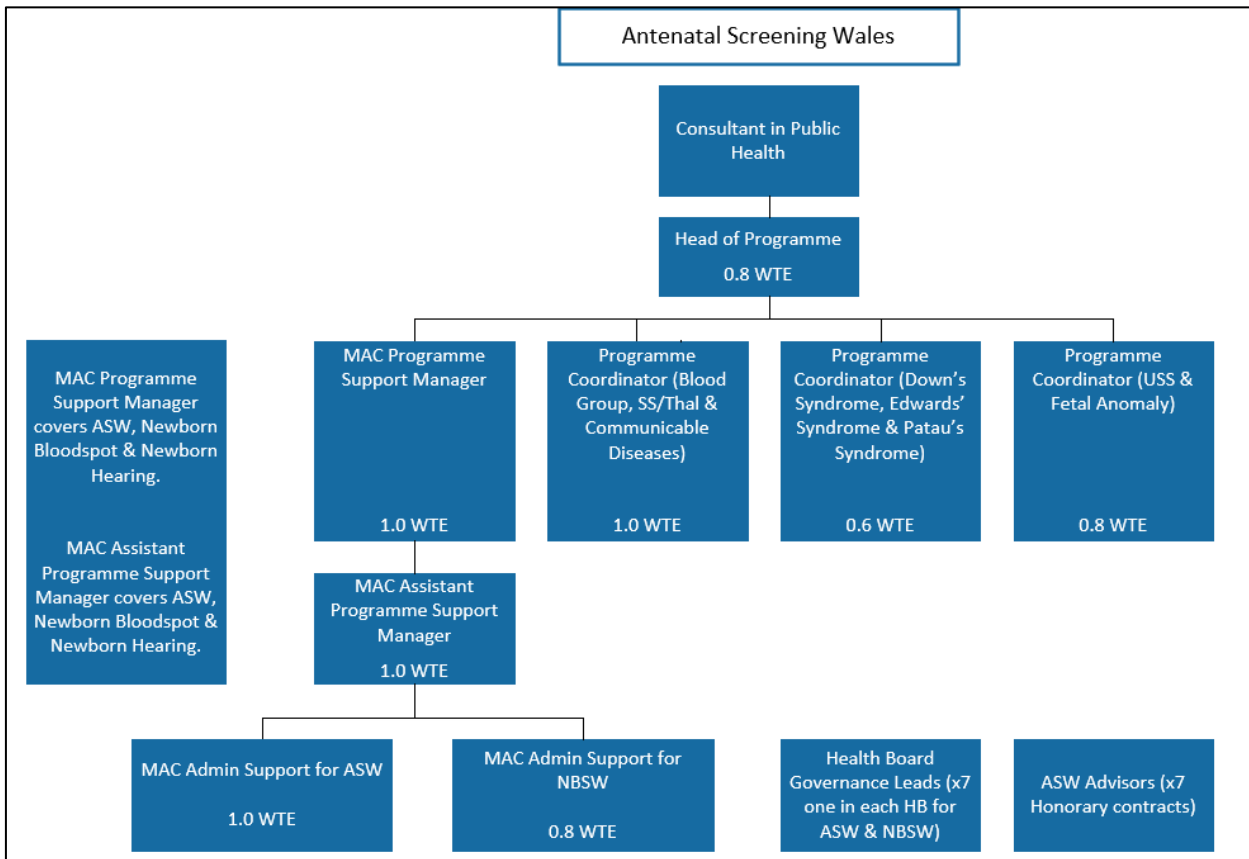 Antenatal Screening Wales
Consultant in Public
Health
Head of Programme
0.8 WTE
MAC Programme
Support Manager
covers ASW, Newborn
Bloodspot & Newborn
Hearing.
MAC Assistant
Programme Support
Manager covers ASW,
Newborn Bloodspot &
Newborn Hearing.
MAC Programme
Support Manager
1.0 WTE
Programme
Coordinator (Blood
Group, SS/Thal &
Communicable
Diseases)
1.0 WTE
Programme
Coordinator (Down’s
Syndrome, Edwards’
Syndrome & Patau’s
Syndrome)
0.6 WTE
Programme
Coordinator (USS &
Fetal Anomaly)
0.8 WTE
MAC Assistant
Programme Support
Manager
1.0 WTE
MAC Admin Support for ASW
1.0 WTE
MAC Admin Support for
NBSW
0.8 WTE
Health Board
Governance Leads (x7
one in each HB for
ASW & NBSW)
ASW Advisors (x7
Honorary contracts)